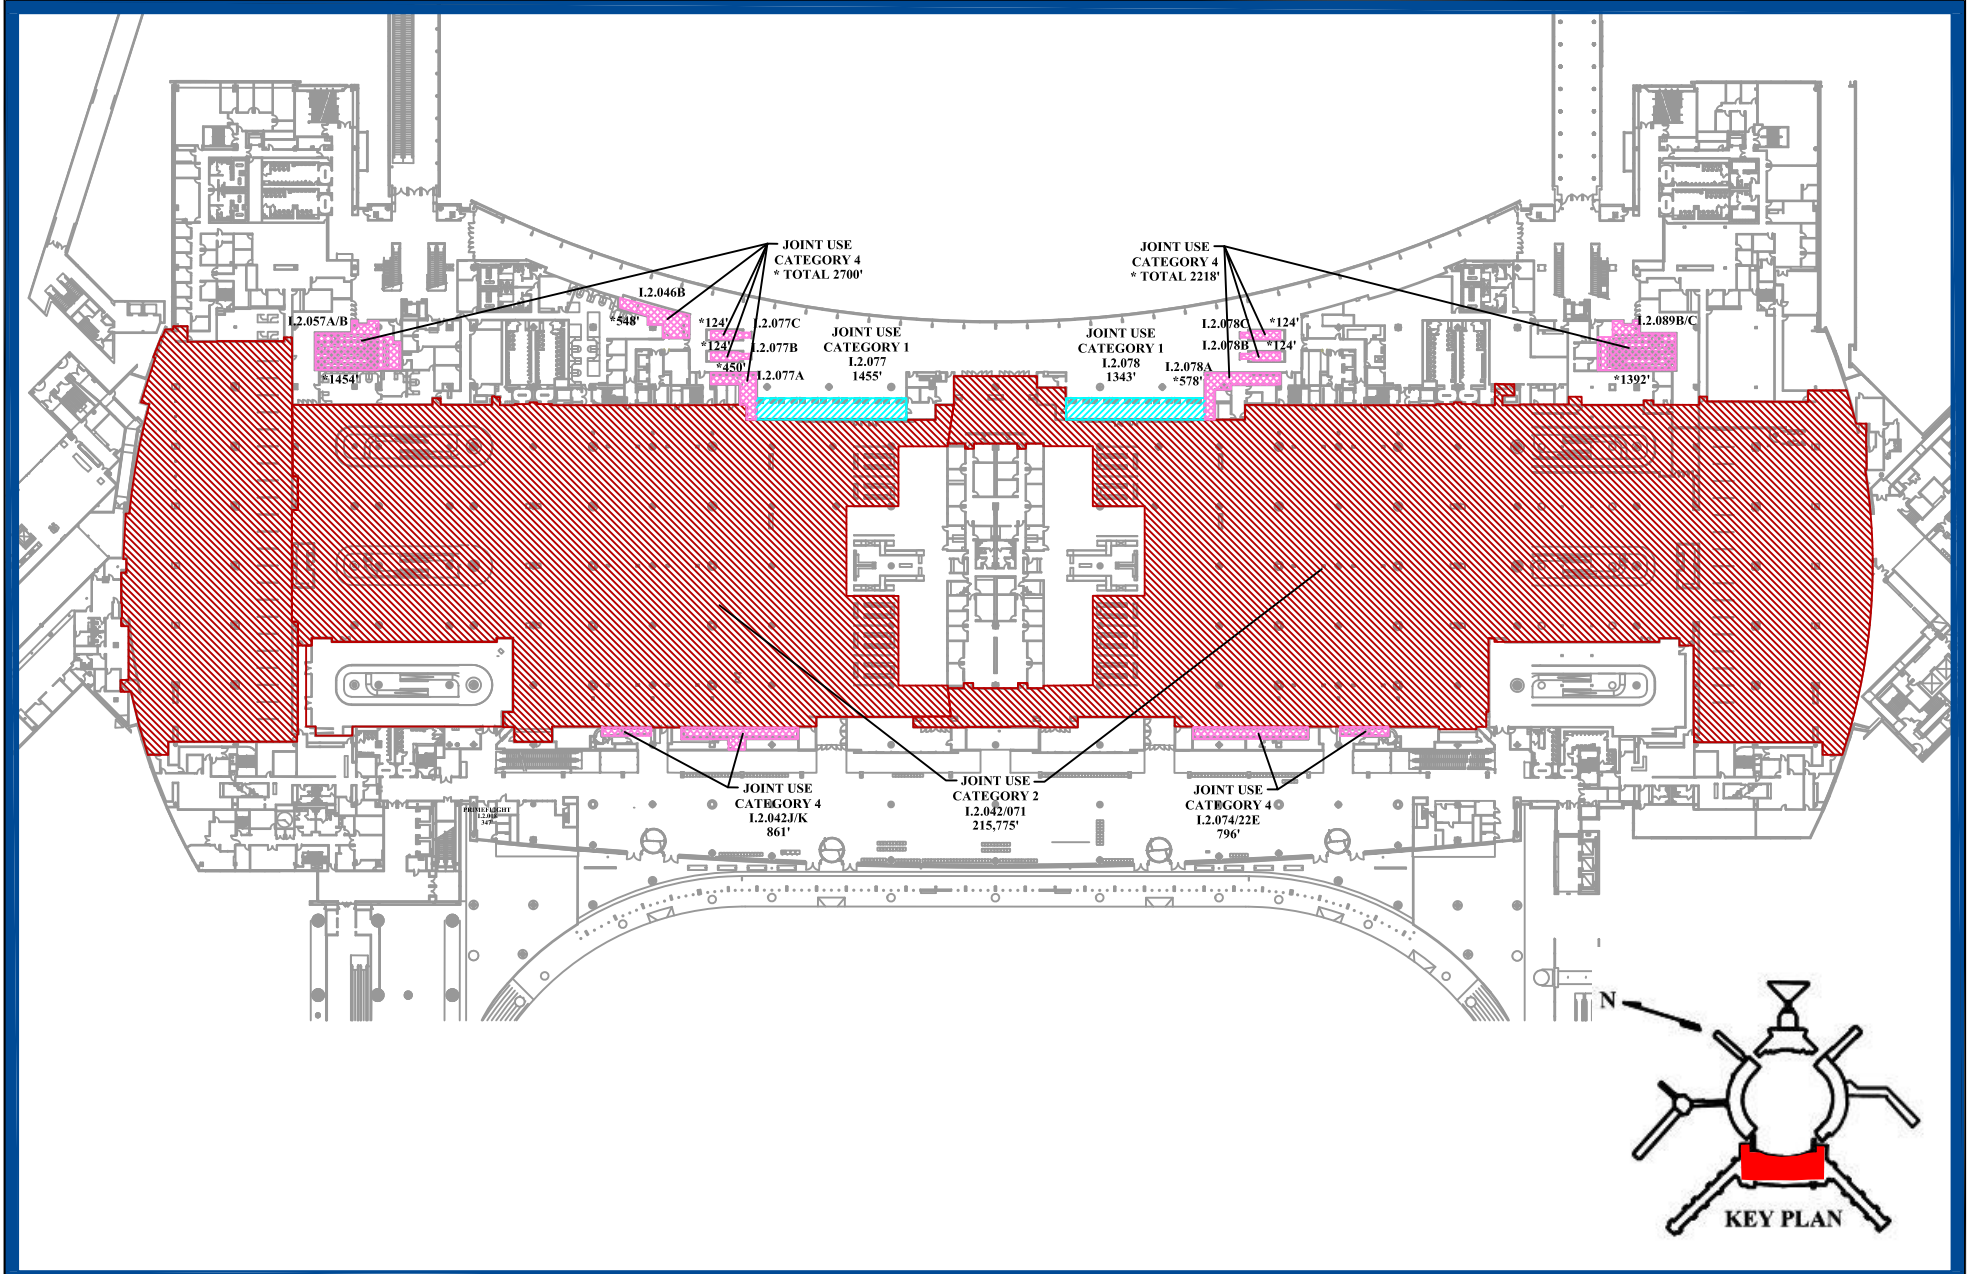 JOINT USE
CATEGORY 4
* TOTAL 2700'
JOINT USE
CATEGORY 4
* TOTAL 2218'
I.2.046B
*548'
I.2.057A/B
*1454'
*124'
I.2.077C
*124'
I.2.077B
*450'
I.2.077A
JOINT USE
CATEGORY 1
I.2.077
1455'
JOINT USE
CATEGORY 1
I.2.078
1343'
I.2.078C
*124'
I.2.078B
*124'
I.2.078A
*578'
I.2.089B/C
*1392'
PRIMEFLIGHT
I.2.018
347'
JOINT USE
CATEGORY 4
I.2.042J/K
861'
JOINT USE
CATEGORY 2
I.2.042/071
215,775'
JOINT USE
CATEGORY 4
I.2.074/22E
796'
N
KEY PLAN